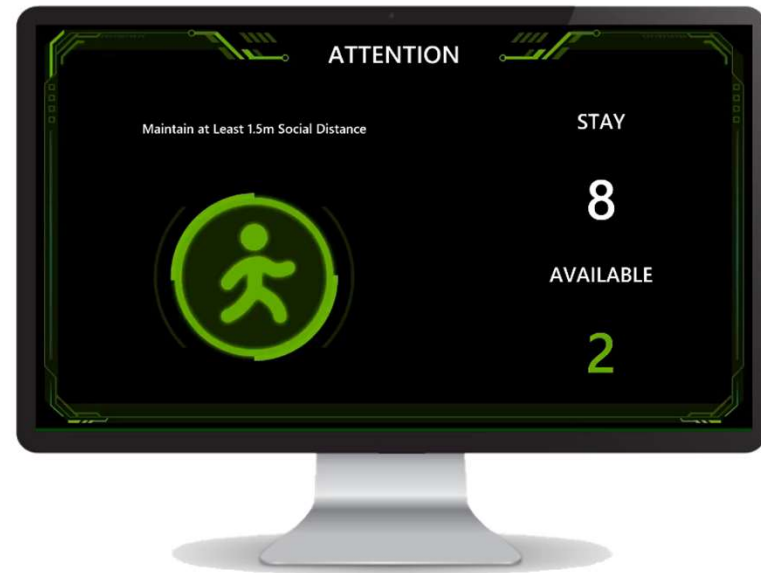 ATTENTION
Maintain at Least 1.5m Social Distance
STAY
8
AVAILABLE
2